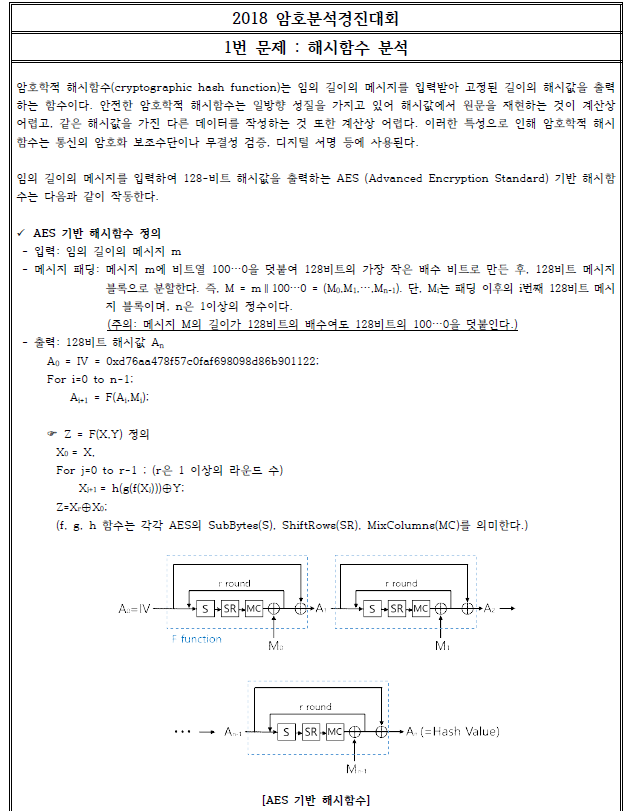 2018 암호분석경진대회
1번 문제 : 해시함수 분석
암호학적 해시함수(cryptographic hash function)는 임의 길이의 메시지를 입력받아 고정된 길이의 해시값을 출력
하는 함수이다. 안전한 암호학적 해시함수는 일방향 성질을 가지고 있어 해시값에서 원문을 재현하는 것이 계산상
어렵고, 같은 해시값을 가진 다른 데이터를 작성하는 것 또한 계산상 어렵다. 이러한 특성으로 인해 암호학적 해시
함수는 통신의 암호화 보조수단이나 무결성 검증, 디지털 서명 등에 사용된다.
임의 길이의 메시지를 입력하여 128-비트 해시값을 출력하는 AES (Advanced Encryption Standard) 기반 해시함
수는 다음과 같이 작동한다.
✓ AES 기반 해시함수 정의
- 입력: 임의 길이의 메시지 m
- 메시지 패딩: 메시지 m에 비트열 100⋯0을 덧붙여 128비트의 가장 작은 배수 비트로 만든 후, 128비트 메시지
블록으로 분할한다. 즉, M = m∥100⋯0 = (M0,M1,⋯,Mn-1). 단, Mi는 패딩 이후의 i번째 128비트 메시
지 블록이며, n은 1이상의 정수이다.
(주의: 메시지 M의 길이가 128비트의 배수여도 128비트의 100⋯0을 덧붙인다.)
- 출력: 128비트 해시값 An
A0 = IV = 0xd76aa478f57c0faf698098d86b901122;
For i=0 to n-1;
Ai+1 = F(Ai,Mi);
☞ Z = F(X,Y) 정의
X0 = X,
For j=0 to r-1 ; (r은 1 이상의 라운드 수)
Xj+1 = h(g(f(Xj)))⊕Y;
Z=Xr⊕X0;
(f, g, h 함수는 각각 AES의 SubBytes(S), ShiftRows(SR), MixColumns(MC)를 의미한다.)
r round r round
A0=IV S SR MC A1 S SR MC A2
F function
M0 M1
r round
⋯ An-1 S SR MC An (=Hash Value)
Mn-1
[AES 기반 해시함수]